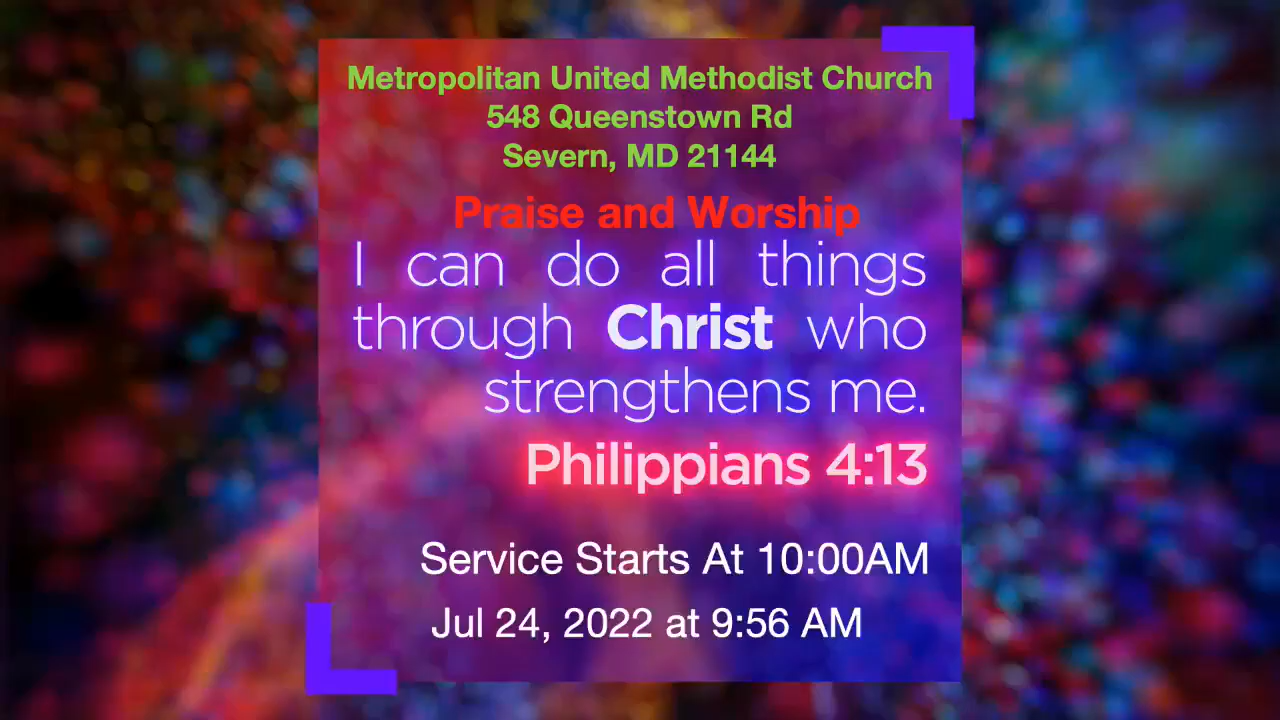 Metropolitan United Methodist Church
548 Queenstown Rd
Severn, MD 21144
Praise and Worship
I can do all things
through Christ who
strengthens me.
Philippians 4:13
Service Starts At 10:00AM
Jul 24, 2022 at 9:56 AM